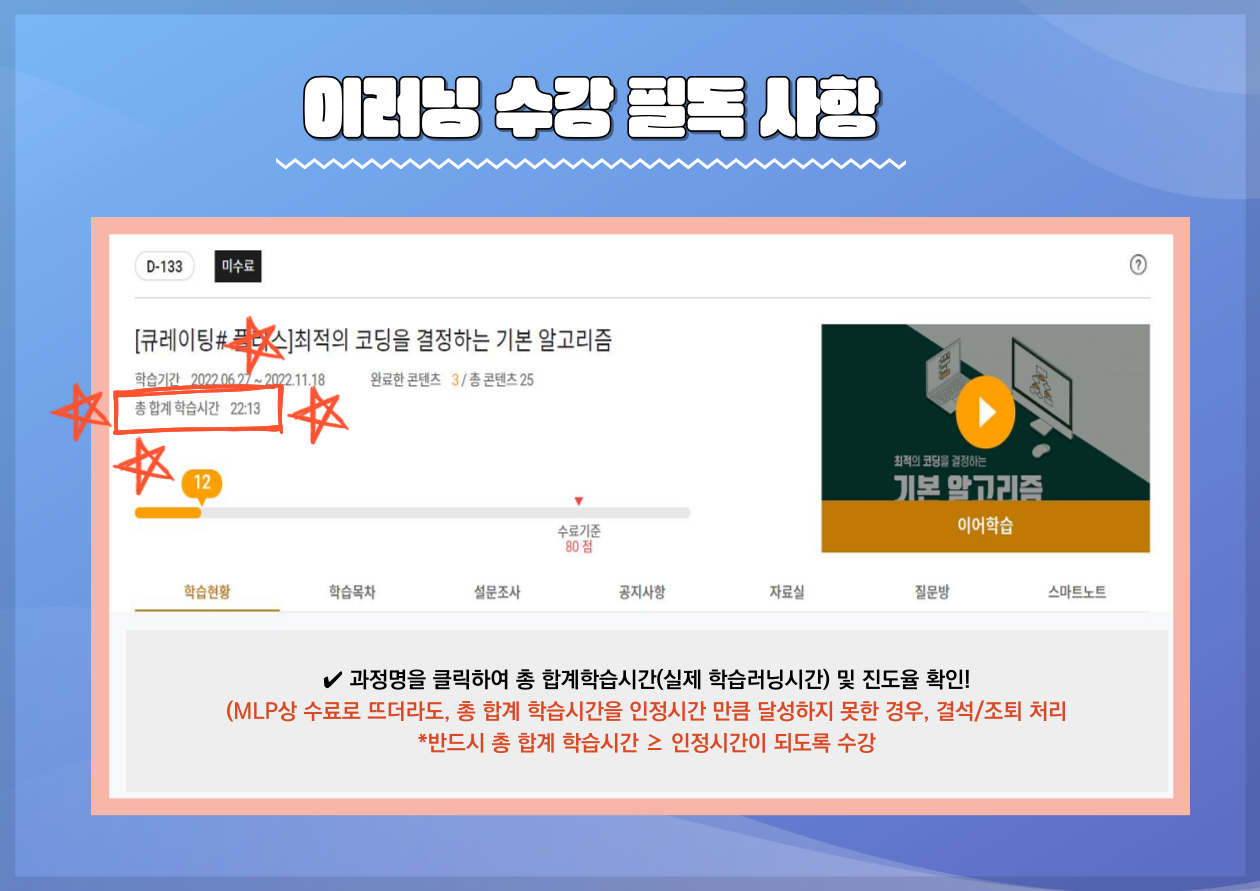 이러닝 수강 필독 사항
D-133 미수료
?
[큐레이팅# 플러스]최적의 코딩을 결정하는 기본 알고리즘
학습기간 2022.06.27 ~ 2022.11.18 완료한 콘텐츠 3 / 총 콘텐츠 25
총 합계 학습시간 22:13
12
수료기준
80 점
최적의 코딩을 결정하는
기본 알고리즘
이어학습
학습현황 학습목차 설문조사 공지사항 자료실 질문방 스마트노트
✔ 과정명을 클릭하여 총 합계학습시간(실제 학습러닝시간) 및 진도율 확인!
(MLP상 수료로 뜨더라도, 총 합계 학습시간을 인정시간 만큼 달성하지 못한 경우, 결석/조퇴 처리
*반드시 총 합계 학습시간 ≥ 인정시간이 되도록 수강